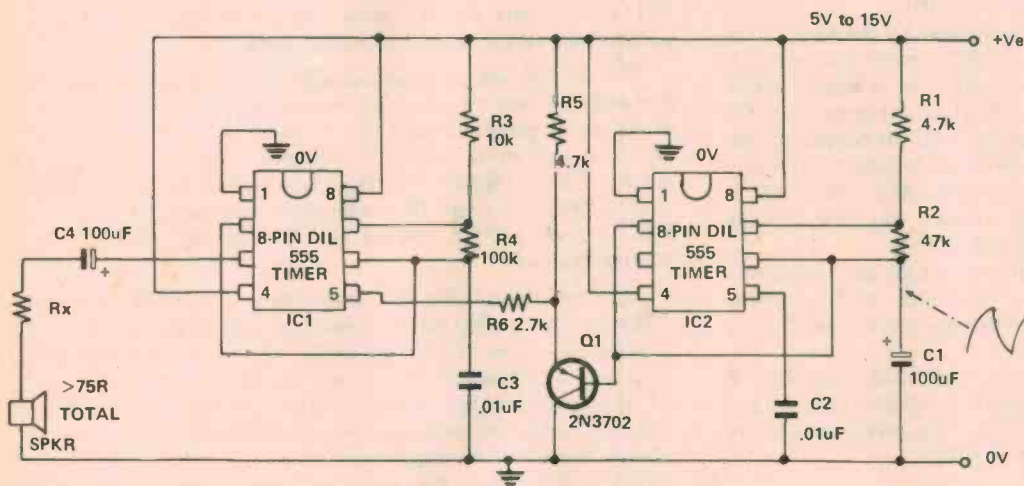 5V to 15V
+Ve
R5
R1
4.7k
R3
10k
4.7k
0V
0V
1
8
1
8
R2
47k
C4 100uF
8-PIN DIL
555
TIMER
R4
100k
8-PIN DIL
555
TIMER
+
4
5
4
5
Rx
IC1
R6 2.7k
IC2
Q1
+
C1
100uF
>75R
TOTAL
SPKR
C3
.01uF
2N3702
C2
.01uF
0V